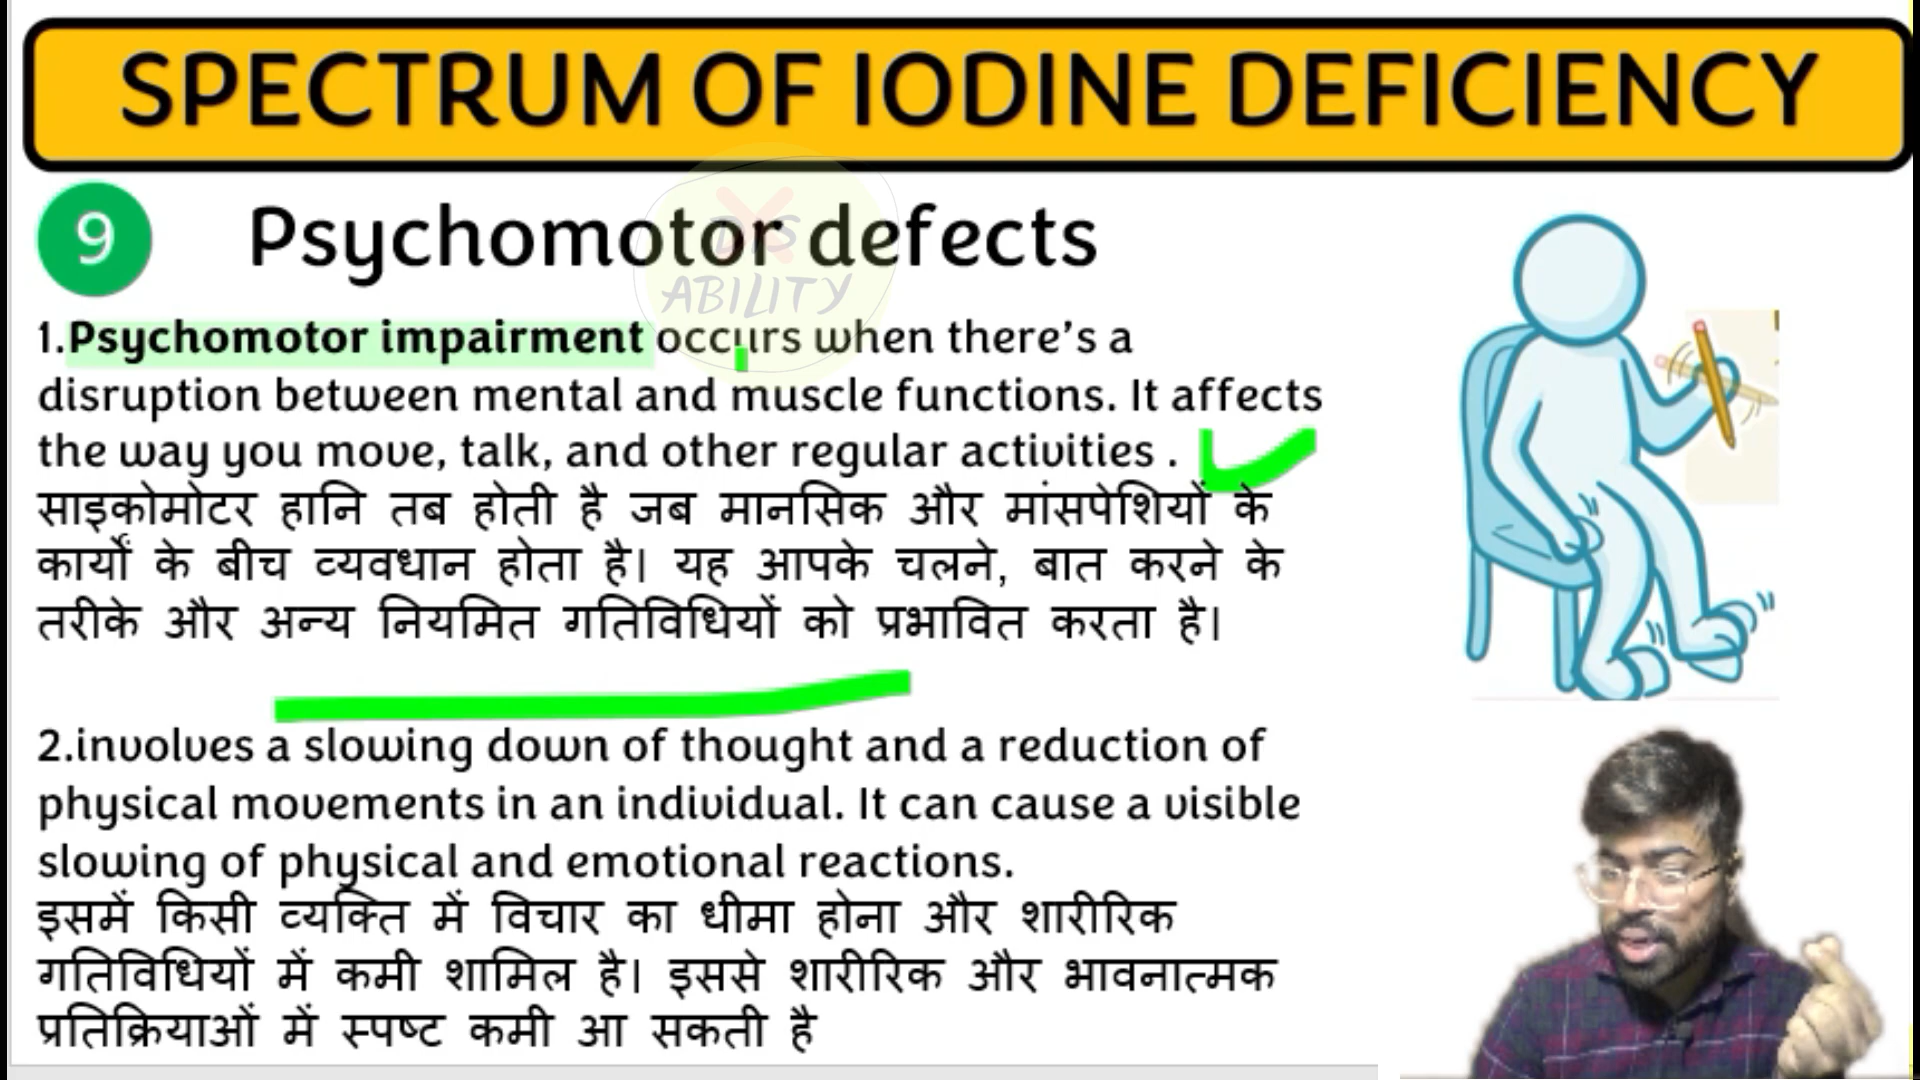 SPECTRUM OF IODINE DEFICIENCY
9 Psychomotor defects
DIS
ABILITY
1.Psychomotor impairment occurs when there's a
disruption between mental and muscle functions. It affects
the way you move, talk, and other regular activities .
साइकोमोटर हानि तब होती है जब मानसिक और मांसपेशियों के
कार्यों के बीच व्यवधान होता है। यह आपके चलने, बात करने के
तरीके और अन्य नियमित गतिविधियों को प्रभावित करता है।
2.involves a slowing down of thought and a reduction of
physical movements in an individual. It can cause a visible
slowing of physical and emotional reactions.
इसमें किसी व्यक्ति में विचार का धीमा होना और शारीरिक
गतिविधियों में कमी शामिल है। इससे शारीरिक और भावनात्मक
प्रतिक्रियाओं में स्पष्ट कमी आ सकती है